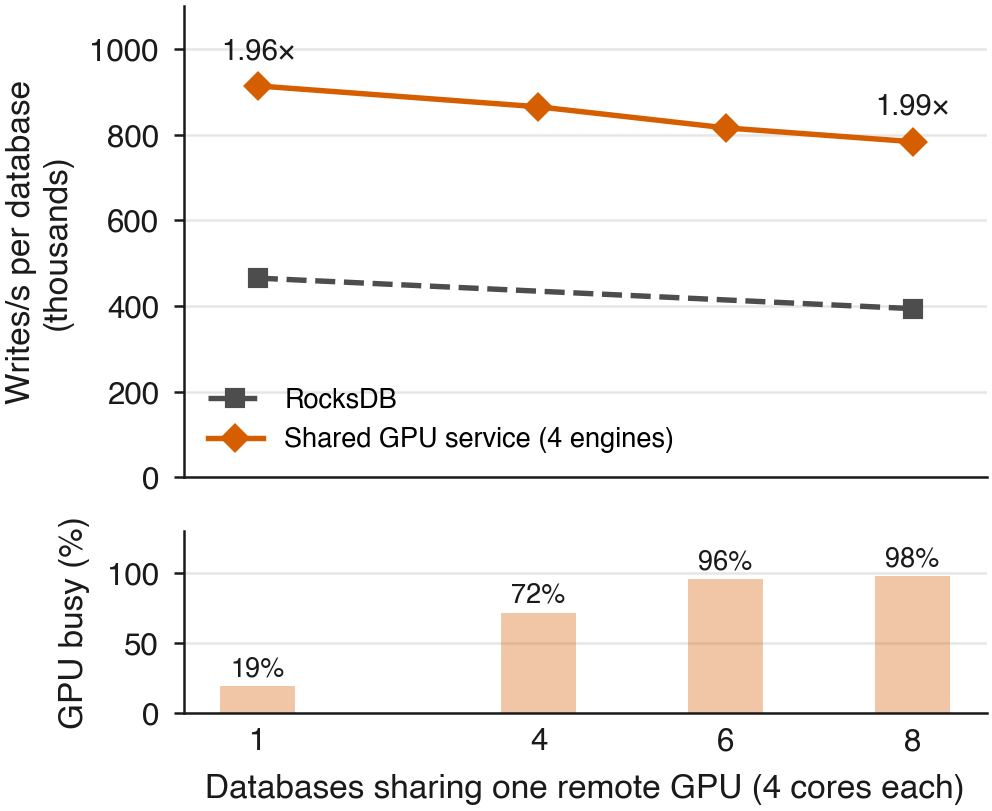 1000
800
600
400
200
0
Writes/s per database
(thousands)
1.96×
1.99×
RocksDB
Shared GPU service (4 engines)
GPU busy (%)
100
50
0
19%
72%
96%
98%
1 4 6 8
Databases sharing one remote GPU (4 cores each)